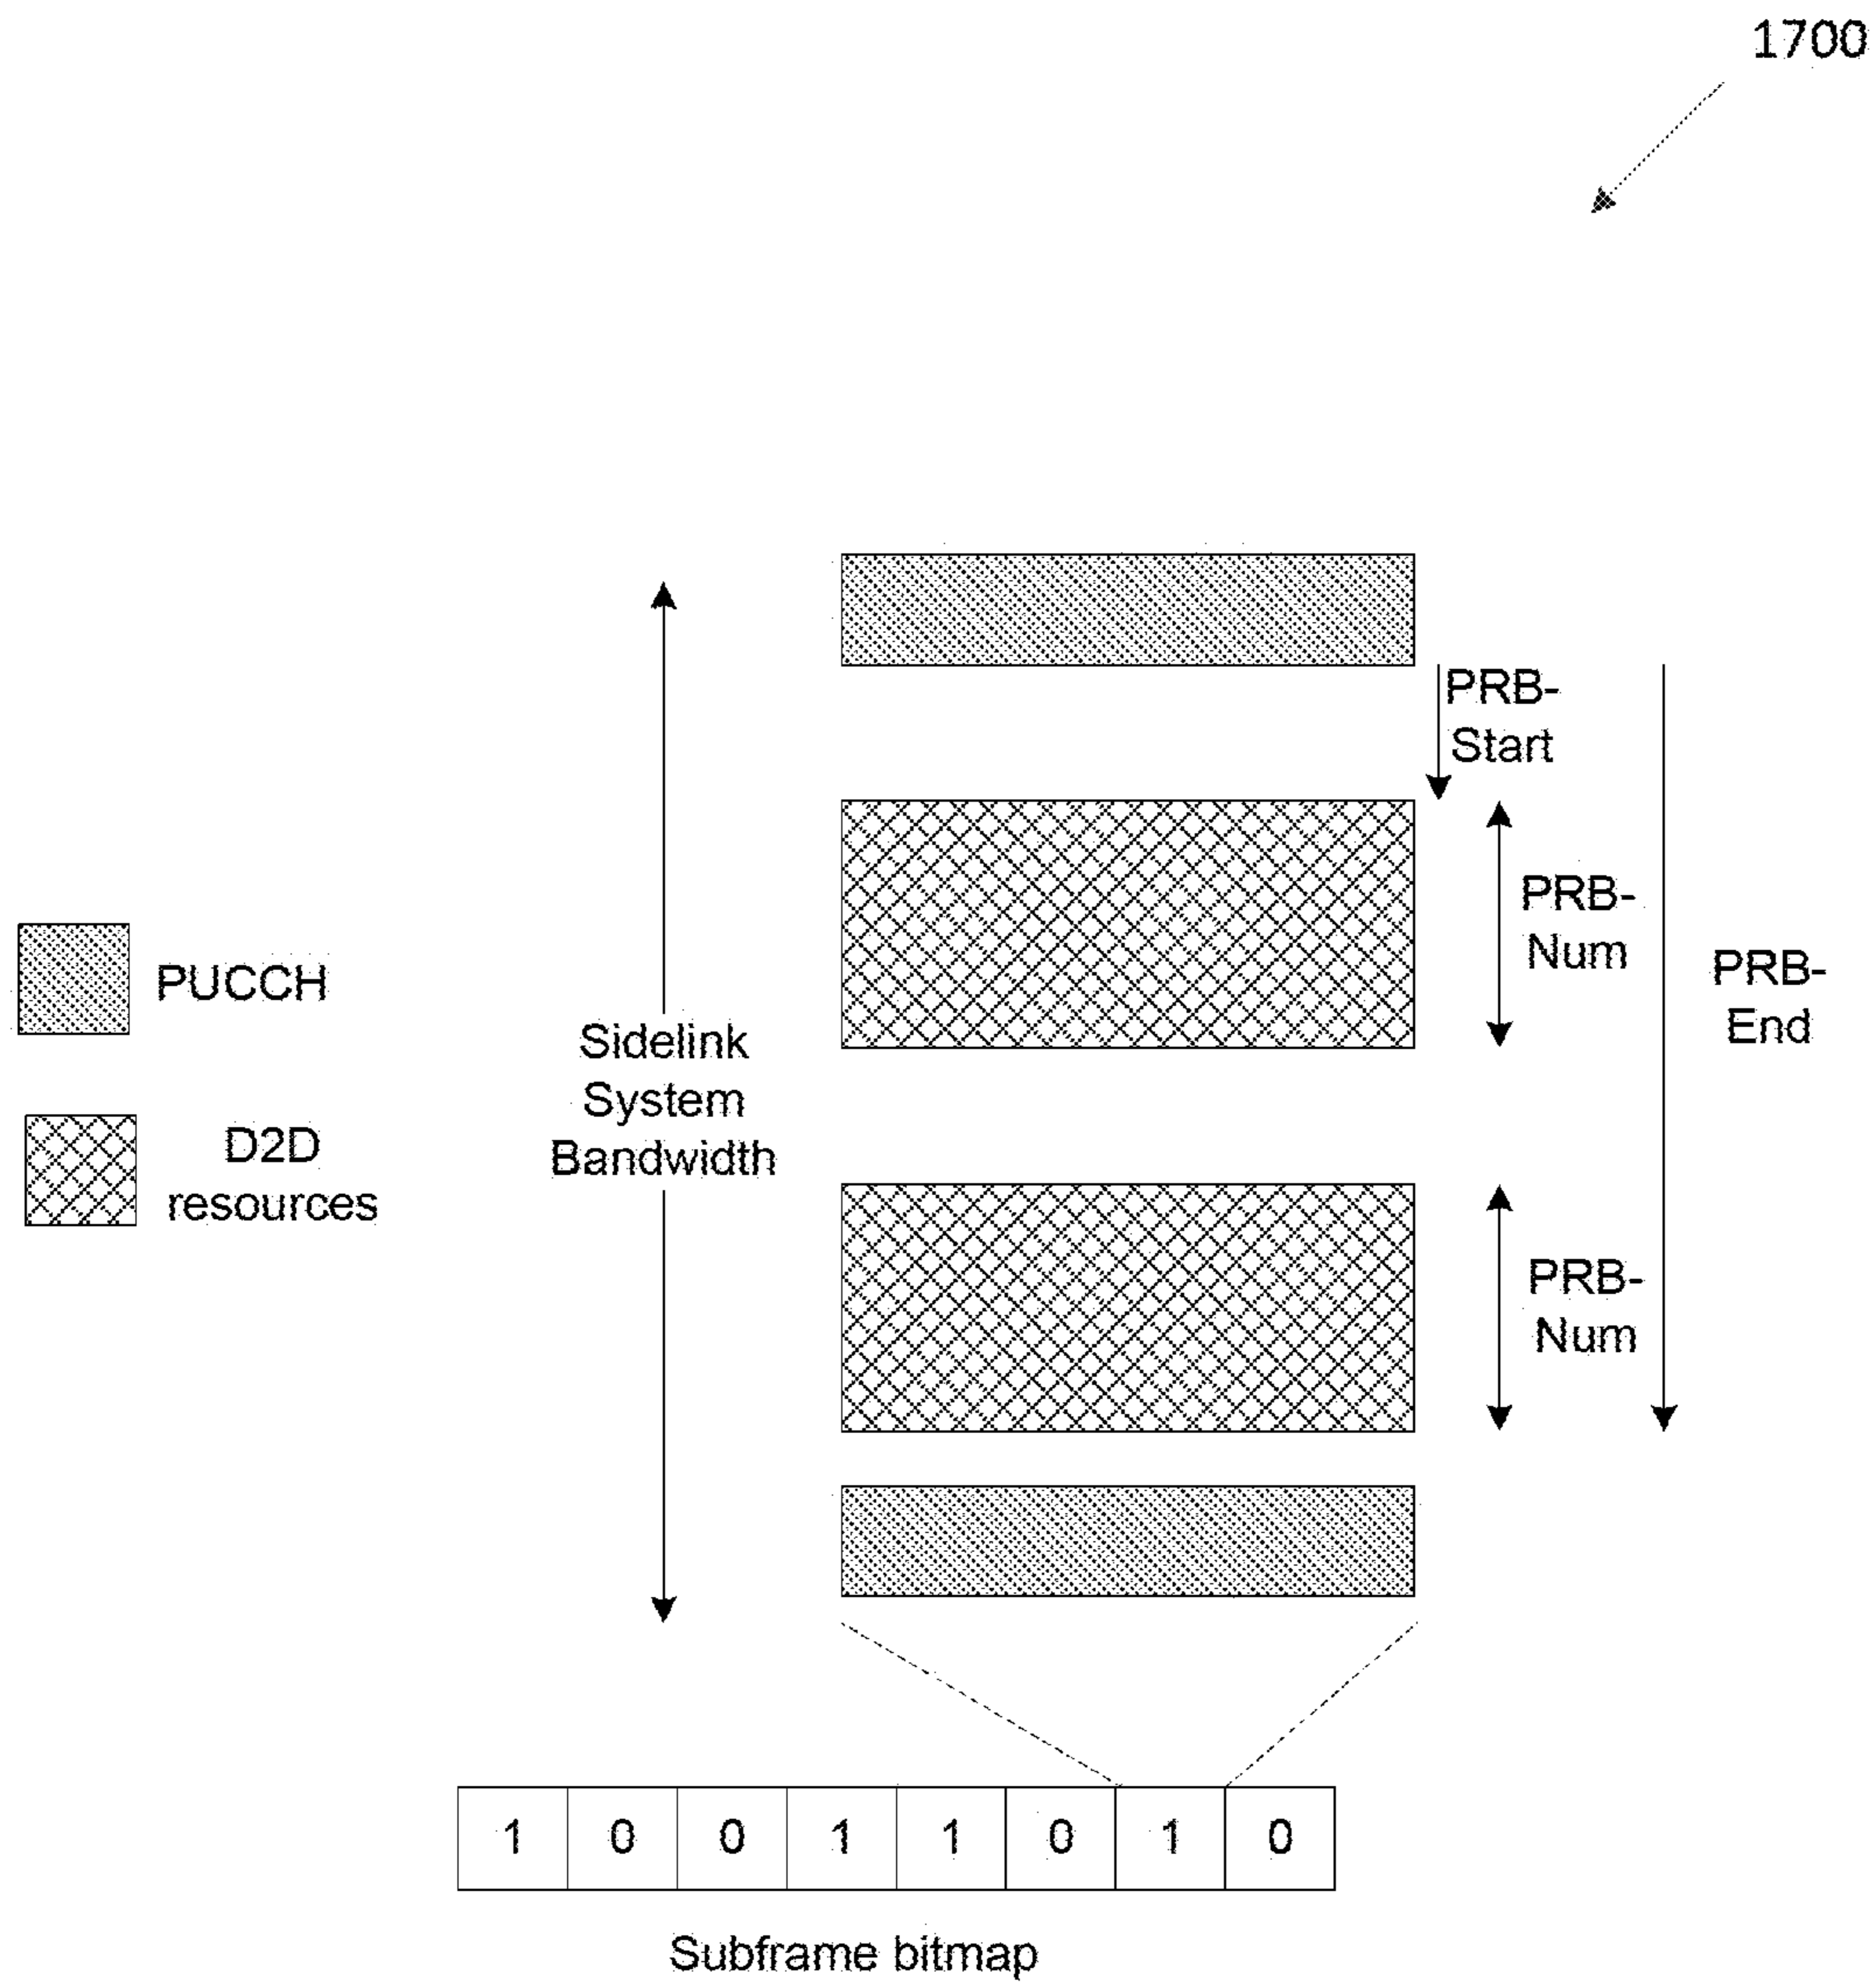 1700
PRB-
Start
PRB-
Num
PRB-
End
PUCCH
Sidelink
System
Bandwidth
D2D
resources
PRB-
Num
1 0 0 1 1 0 1 0
Subframe bitmap